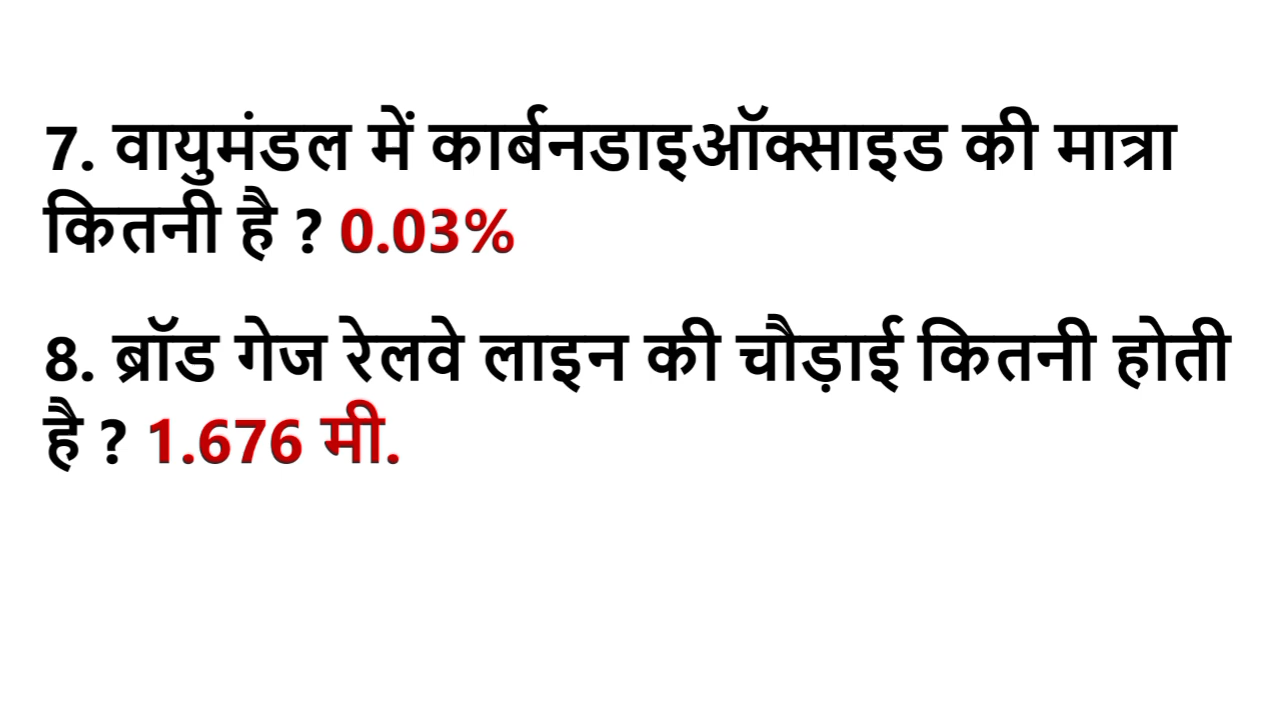 7. वायुमंडल में कार्बनडाइऑक्साइड की मात्रा
कितनी है ? 0.03%
8. ब्रॉड गेज रेलवे लाइन की चौड़ाई कितनी होती
है ? 1.676 मी.